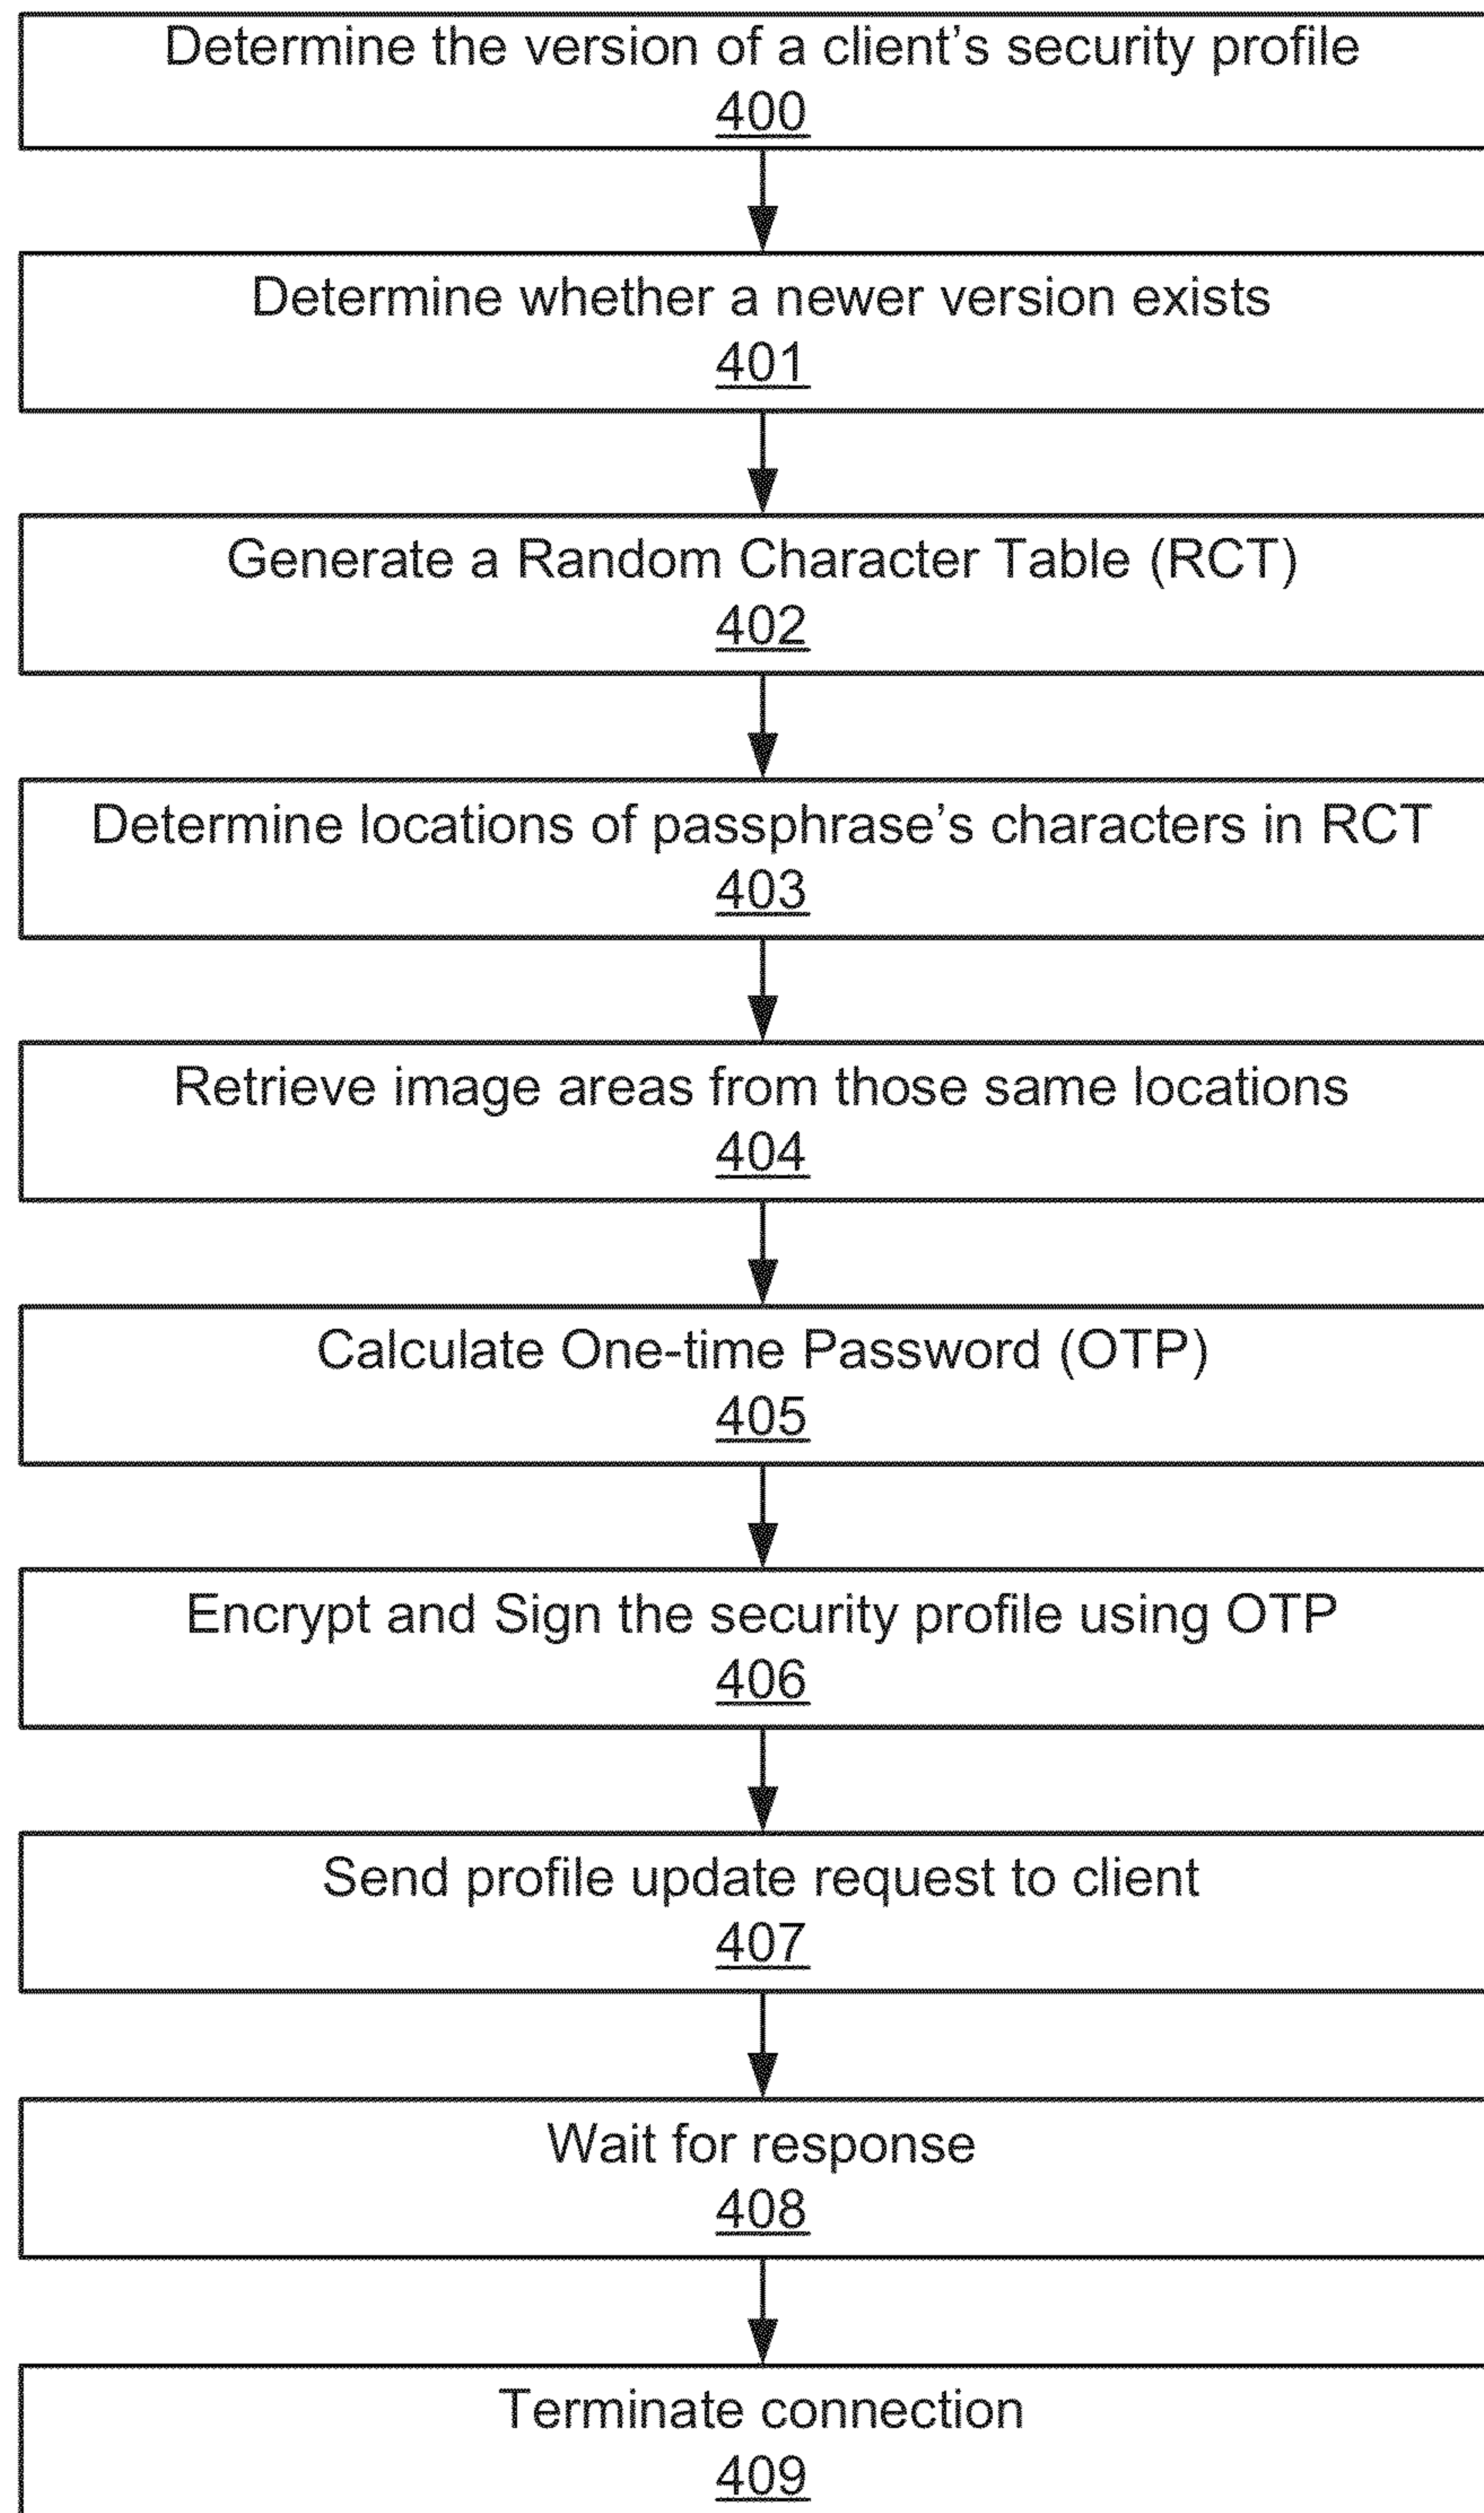 Determine the version of a client's security profile
400
Determine whether a newer version exists
401
Generate a Random Character Table (RCT)
402
Determine locations of passphrase's characters in RCT
403
Retrieve image areas from those same locations
404
Calculate One-time Password (OTP)
405
Encrypt and Sign the security profile using OTP
406
Send profile update request to client
407
Wait for response
408
Terminate connection
409